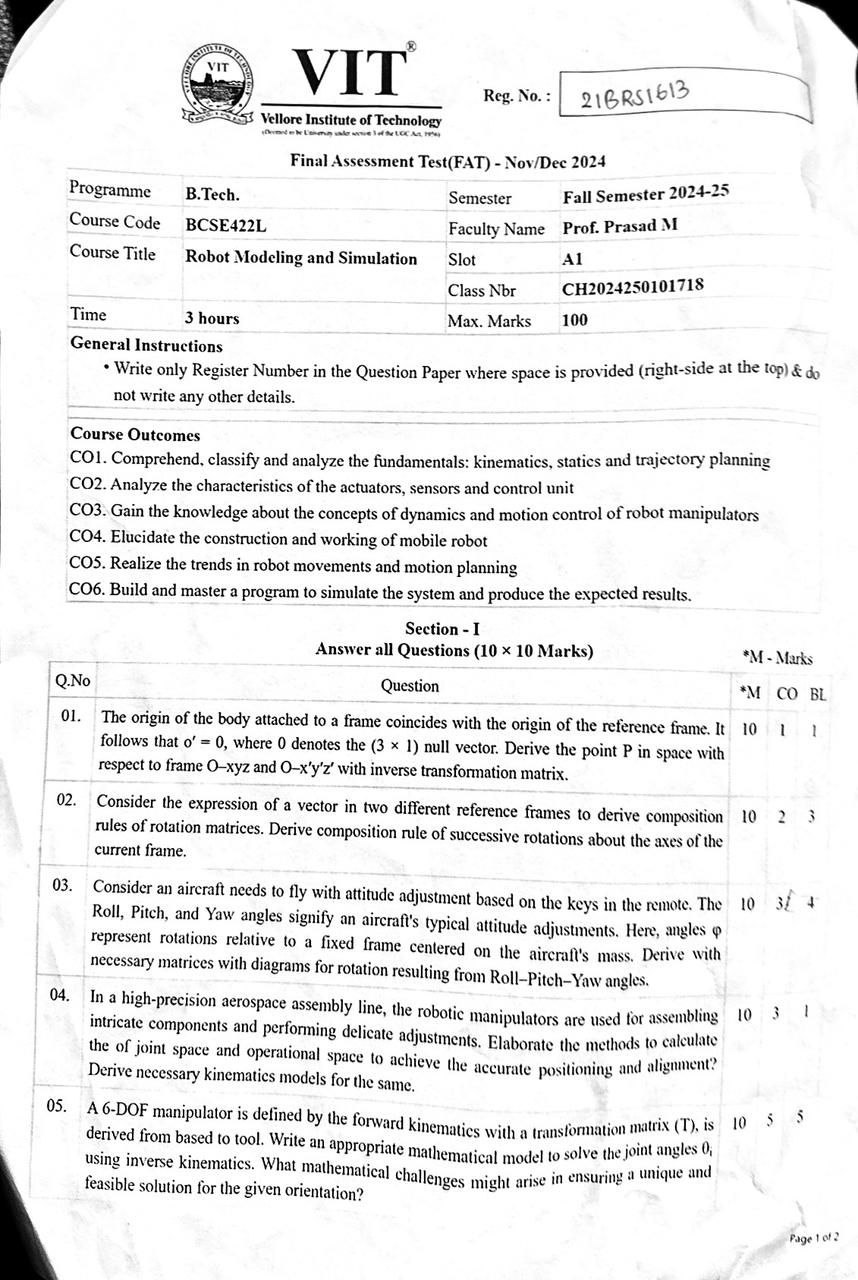 VIT®
VIT
Vellore Institute of Technology
(Deemed to be University under section 3 of the UGC Act, 1956)
Reg. No. : 21BRS1613
Final Assessment Test(FAT) - Nov/Dec 2024
Programme B.Tech. Semester Fall Semester 2024-25
Course Code BCSE422L Faculty Name Prof. Prasad M
Course Title Robot Modeling and Simulation Slot A1
Class Nbr CH2024250101718
Time 3 hours Max. Marks 100
General Instructions
• Write only Register Number in the Question Paper where space is provided (right-side at the top) & do
not write any other details.
Course Outcomes
CO1. Comprehend, classify and analyze the fundamentals: kinematics, statics and trajectory planning
CO2. Analyze the characteristics of the actuators, sensors and control unit
CO3. Gain the knowledge about the concepts of dynamics and motion control of robot manipulators
CO4. Elucidate the construction and working of mobile robot
CO5. Realize the trends in robot movements and motion planning
CO6. Build and master a program to simulate the system and produce the expected results.
Section - I
Answer all Questions (10 × 10 Marks)
*M - Marks
Q.No Question *M CO BL
01. The origin of the body attached to a frame coincides with the origin of the reference frame. It 10 1 1
follows that o′ = 0, where 0 denotes the (3 × 1) null vector. Derive the point P in space with
respect to frame O–xyz and O–x′y′z′ with inverse transformation matrix.
02. Consider the expression of a vector in two different reference frames to derive composition 10 2 3
rules of rotation matrices. Derive composition rule of successive rotations about the axes of the
current frame.
03. Consider an aircraft needs to fly with attitude adjustment based on the keys in the remote. The 10 3 4
Roll, Pitch, and Yaw angles signify an aircraft's typical attitude adjustments. Here, angles φ
represent rotations relative to a fixed frame centered on the aircraft's mass. Derive with
necessary matrices with diagrams for rotation resulting from Roll–Pitch–Yaw angles.
04. In a high-precision aerospace assembly line, the robotic manipulators are used for assembling 10 3 1
intricate components and performing delicate adjustments. Elaborate the methods to calculate
the of joint space and operational space to achieve the accurate positioning and alignment?
Derive necessary kinematics models for the same.
05. A 6-DOF manipulator is defined by the forward kinematics with a transformation matrix (T), is 10 5 5
derived from based to tool. Write an appropriate mathematical model to solve the joint angles θᵢ
using inverse kinematics. What mathematical challenges might arise in ensuring a unique and
feasible solution for the given orientation?
Page 1 of 2